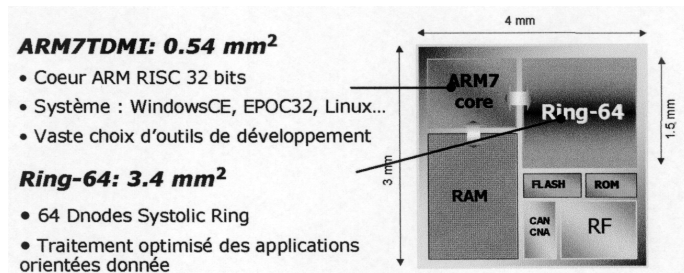 4 mm
ARM7TDMI: 0.54 mm²
• Coeur ARM RISC 32 bits
• Système : WindowsCE, EPOC32, Linux...
• Vaste choix d'outils de développement
Ring-64: 3.4 mm²
• 64 Dnodes Systolic Ring
• Traitement optimisé des applications
orientées donnée
3 mm
ARM7
core
Ring-64
1.5 mm
RAM
FLASH
ROM
CAN
CNA
RF